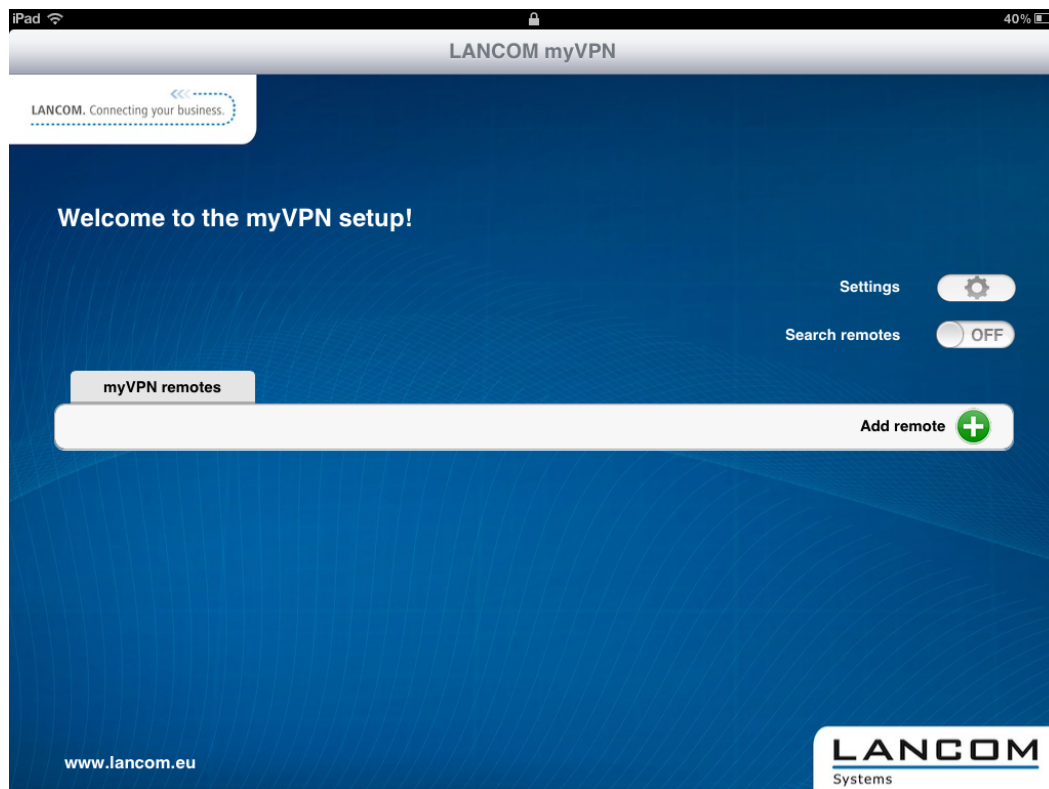 iPad 40%
LANCOM myVPN
LANCOM. Connecting your business.
Welcome to the myVPN setup!
Settings
Search remotes OFF
myVPN remotes
Add remote
www.lancom.eu
LANCOM
Systems